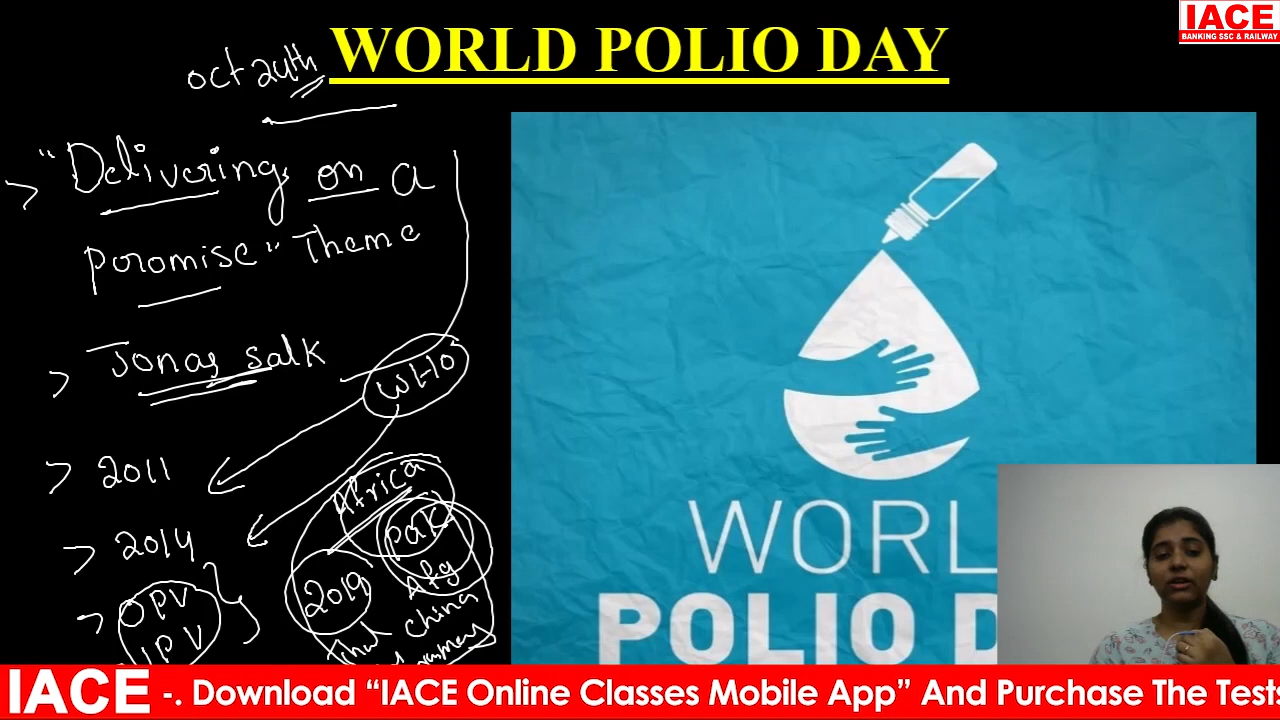 WORLD POLIO DAY
IACE
BANKING SSC & RAILWAY
oct 24th
> "Delivering on a
Poromise" Theme
> Jonas Salk
WHO
> 2011
> 2014
> OPV
IPV
Africa
Pak
Afg
2019
China
WORL
POLIO D
IACE -. Download “IACE Online Classes Mobile App” And Purchase The Tests